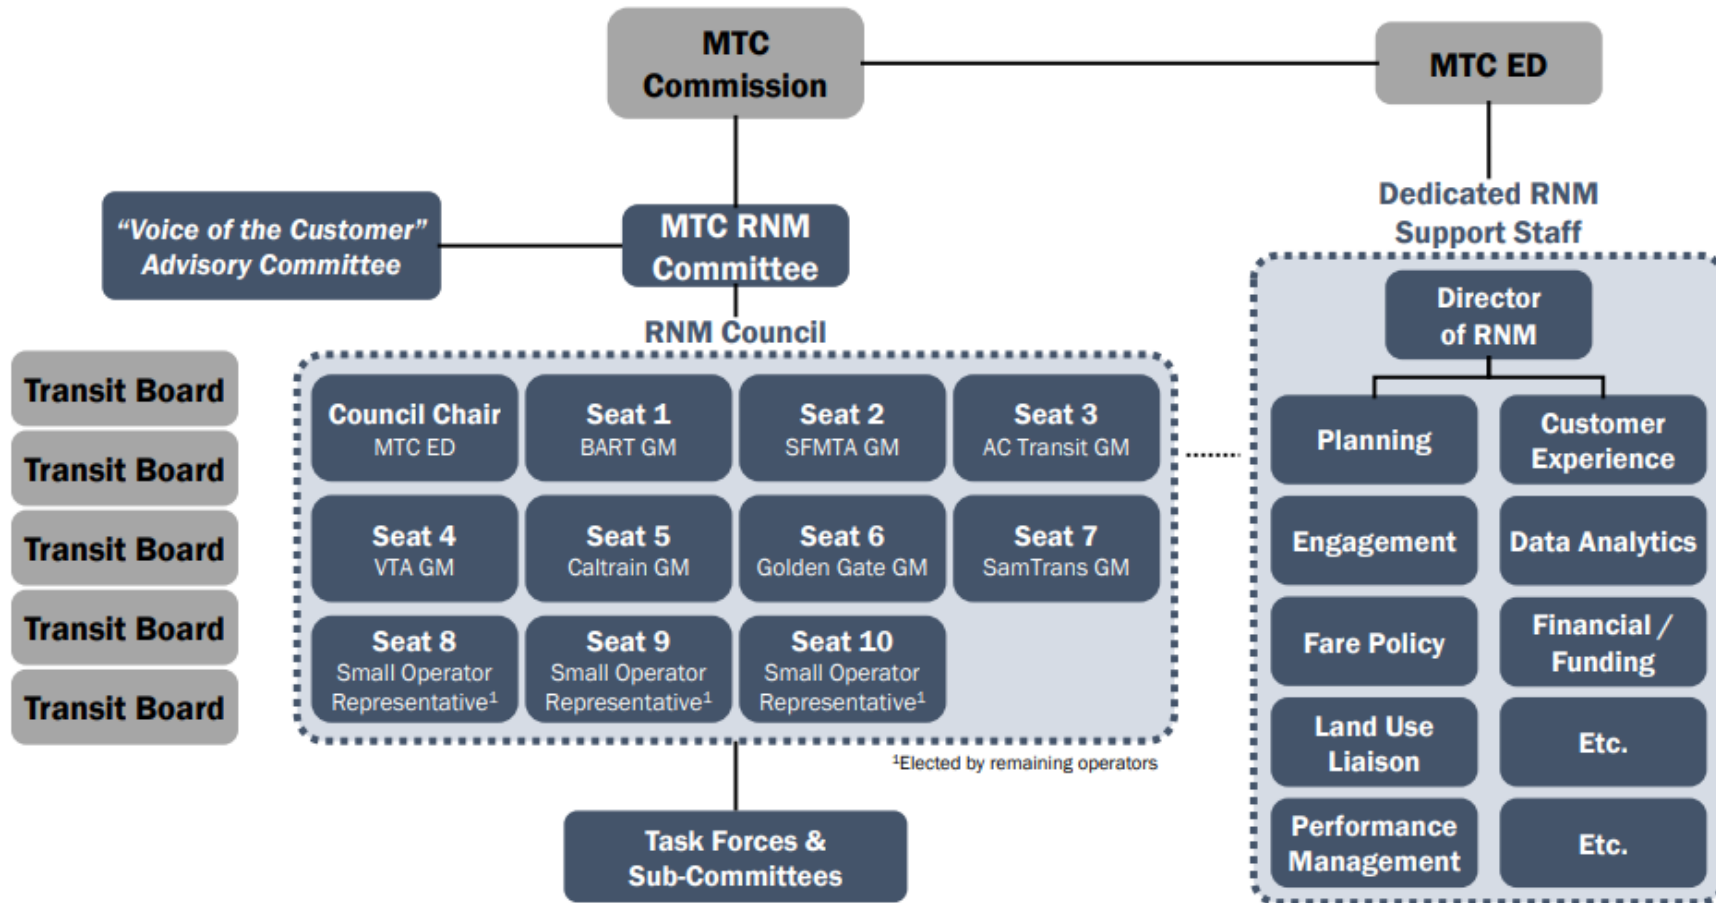 MTC
Commission
MTC ED
"Voice of the Customer"
Advisory Committee
MTC RNM
Committee
Dedicated RNM
Support Staff
RNM Council
Transit Board
Transit Board
Transit Board
Transit Board
Transit Board
Council Chair
MTC ED
Seat 1
BART GM
Seat 2
SFMTA GM
Seat 3
AC Transit GM
Seat 4
VTA GM
Seat 5
Caltrain GM
Seat 6
Golden Gate GM
Seat 7
SamTrans GM
Seat 8
Small Operator
Representative¹
Seat 9
Small Operator
Representative¹
Seat 10
Small Operator
Representative¹
¹Elected by remaining operators
Task Forces &
Sub-Committees
Director
of RNM
Planning
Customer
Experience
Engagement
Data Analytics
Fare Policy
Financial /
Funding
Land Use
Liaison
Etc.
Performance
Management
Etc.